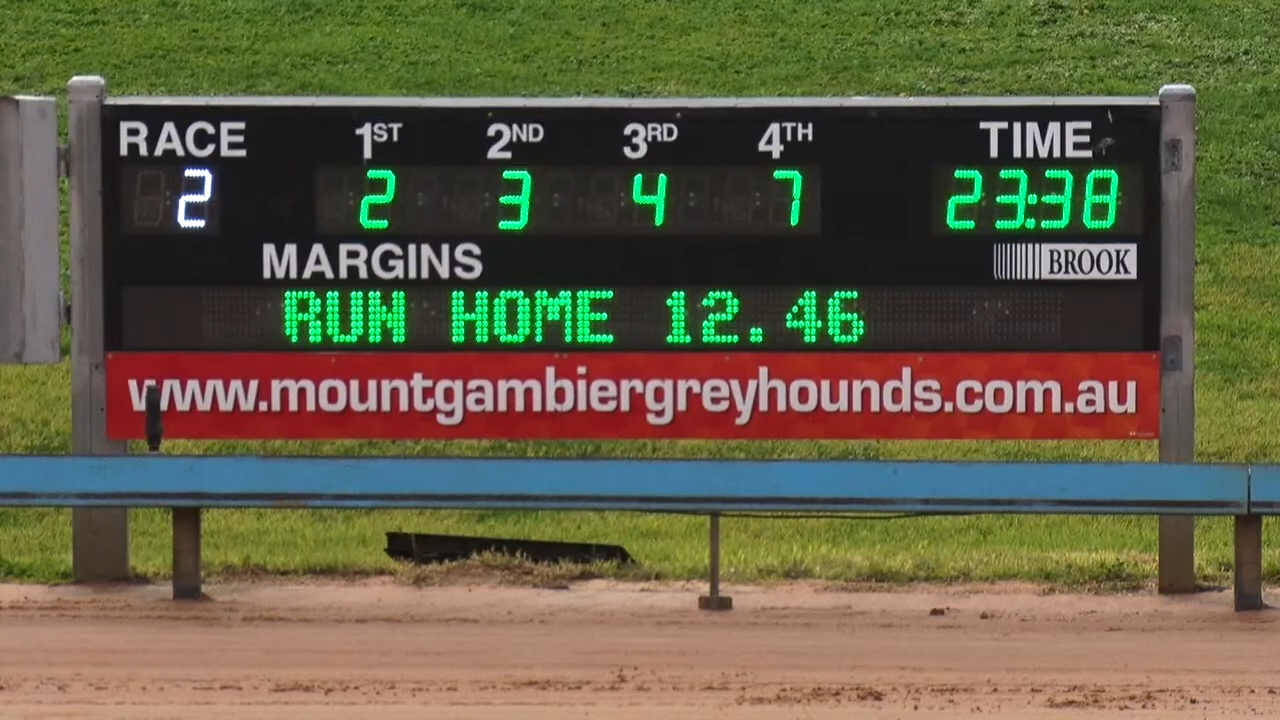 RACE 1ST 2ND 3RD 4TH TIME
2 2 3 4 7 23:38
MARGINS BROOK
RUN HOME 12.46
www.mountgambiergreyhounds.com.au